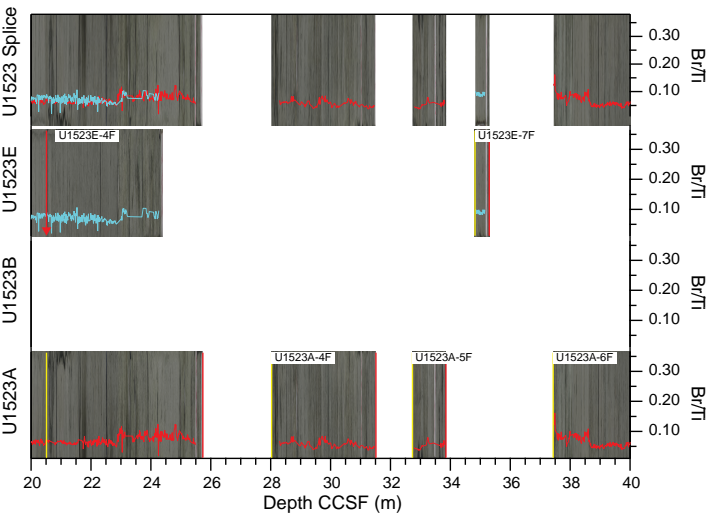 U1523 Splice
0.30
0.20
0.10
Br/Ti
U1523E
U1523E-4F
U1523E-7F
0.30
0.20
0.10
Br/Ti
U1523B
0.30
0.20
0.10
Br/Ti
U1523A
U1523A-4F
U1523A-5F
U1523A-6F
0.30
0.20
0.10
Br/Ti
20 22 24 26 28 30 32 34 36 38 40
Depth CCSF (m)